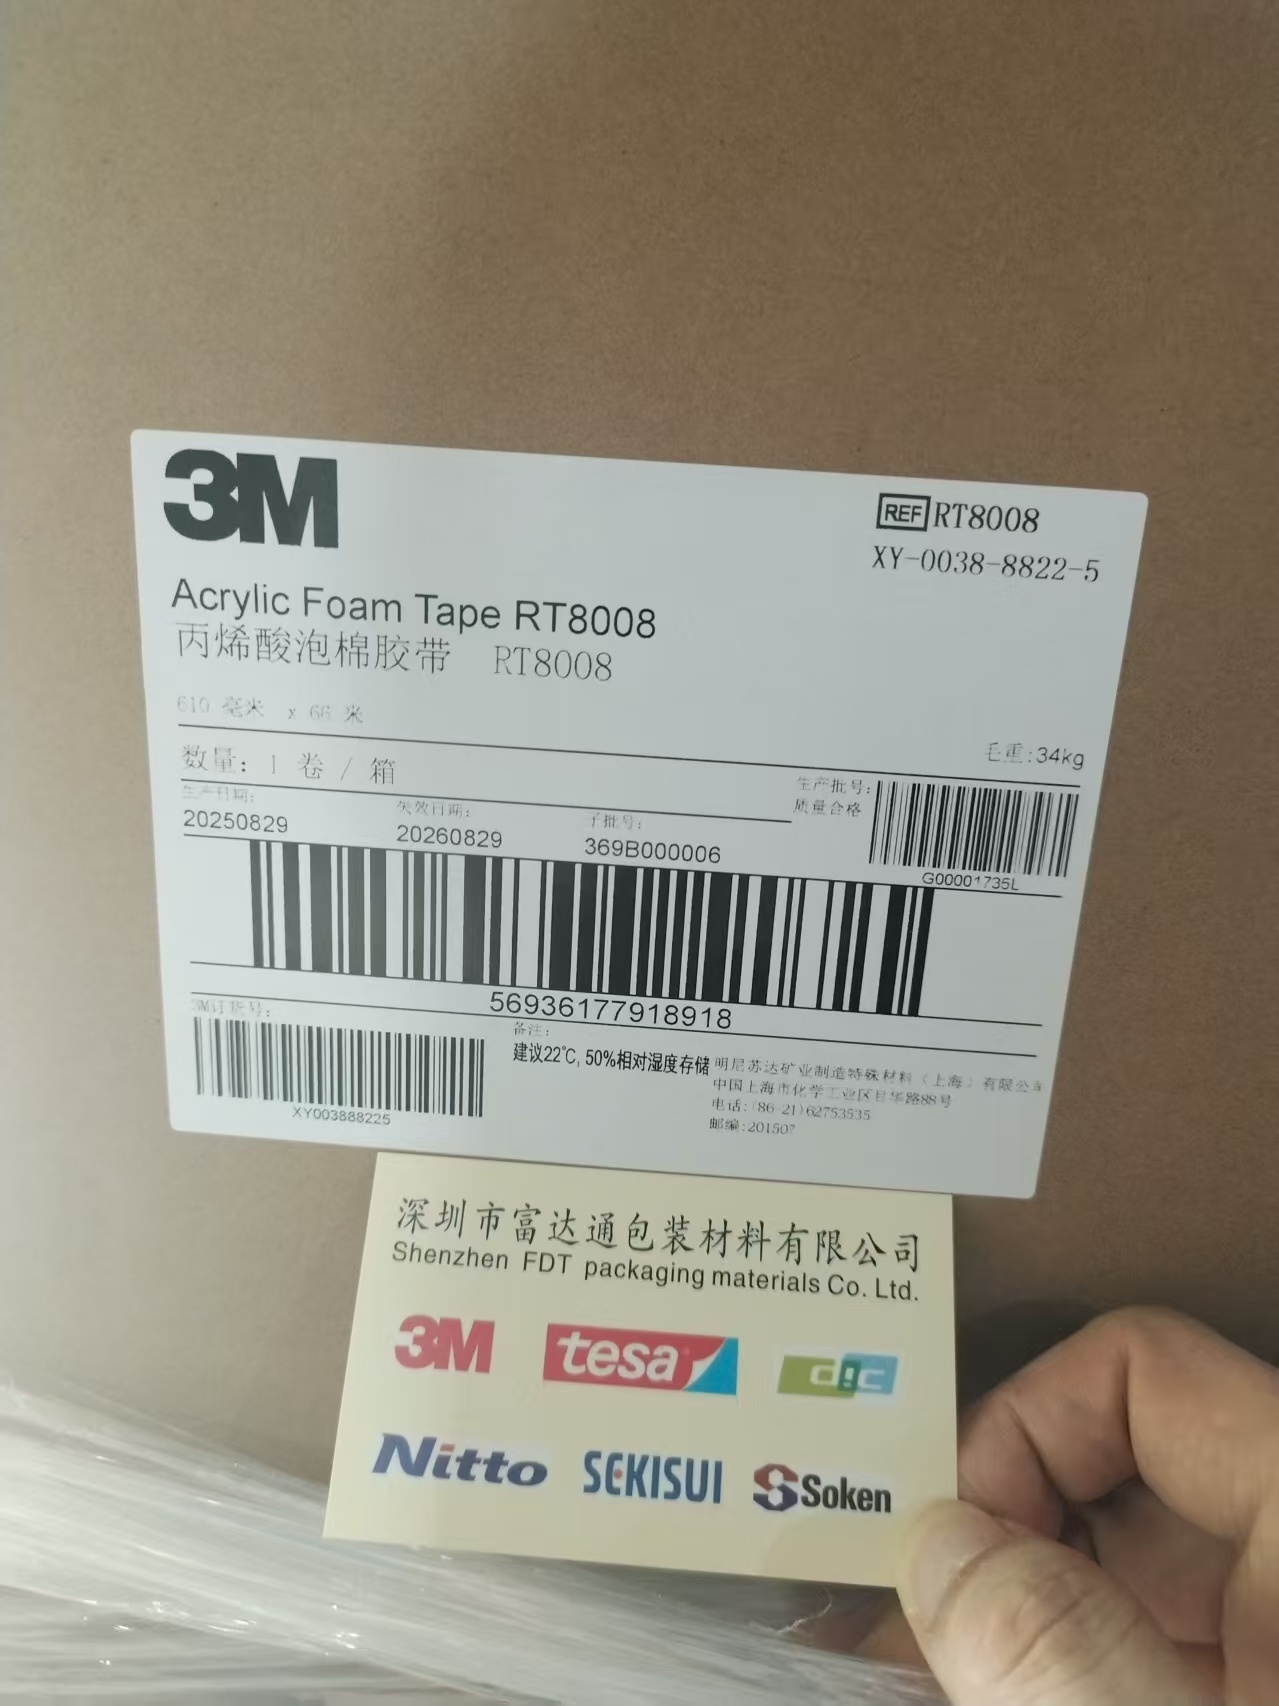 3M
REF RT8008
XY-0038-8822-5
Acrylic Foam Tape RT8008
丙烯酸泡棉胶带 RT8008
610 毫米 x 66 米
毛重:34kg
数量: 1 卷 / 箱
生产批号:
质量合格
G00001735L
生产日期:
20250829
失效日期:
20260829
子批号:
369B000006
56936177918918
3M订货号:
XY003888225
备注:
建议22℃, 50%相对湿度存储
明尼苏达矿业制造特殊材料（上海）有限公司
中国上海市化学工业区目华路88号
电话:(86-21)62753535
邮编:201507
深圳市富达通包装材料有限公司
Shenzhen FDT packaging materials Co. Ltd.
3M tesa dic
Nitto SEKISUI Soken